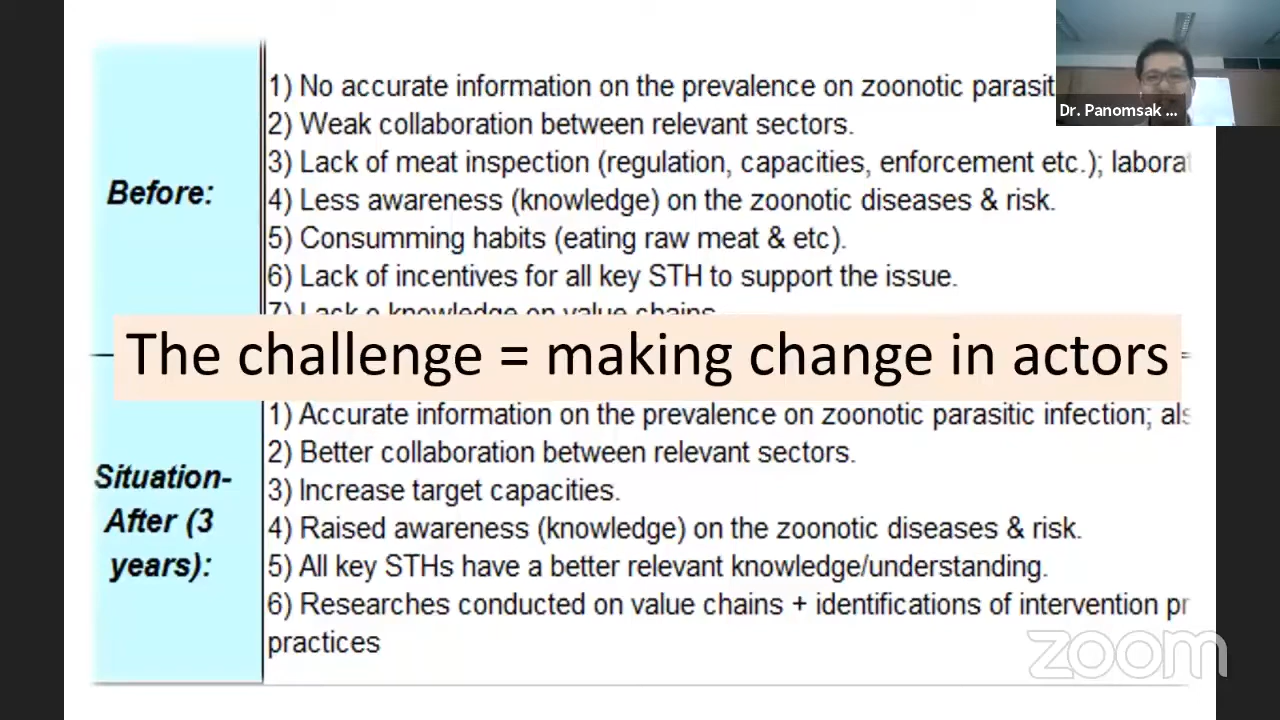 Before:
1) No accurate information on the prevalence on zoonotic
2) Weak collaboration between relevant sectors.
3) Lack of meat inspection (regulation, capacities, enforcement etc.);
4) Less awareness (knowledge) on the zoonotic diseases & risk.
5) Consumming habits (eating raw meat & etc).
6) Lack of incentives for all key STH to support the issue.
7) Lack o knowledge on value chains
Dr. Panomsak ...
The challenge = making change in actors
Situation-
After (3
years):
1) Accurate information on the prevalence on zoonotic parasitic infection;
2) Better collaboration between relevant sectors.
3) Increase target capacities.
4) Raised awareness (knowledge) on the zoonotic diseases & risk.
5) All key STHs have a better relevant knowledge/understanding.
6) Researches conducted on value chains + identifications of intervention
practices
zoom